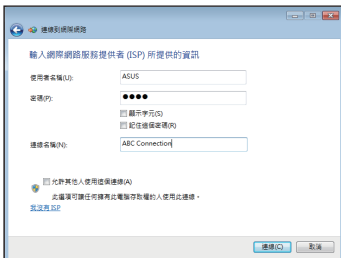 連線到網際網路
輸入網際網路服務提供者 (ISP) 所提供的資訊
使用者名稱(U):
ASUS
密碼(P):
●●●●
顯示字元(S)
記住這個密碼(R)
連線名稱(N):
ABC Connection
允許其他人使用這個連線(A)
此選項可讓任何擁有此電腦存取權的人使用此連線。
我沒有 ISP
連線(C)
取消